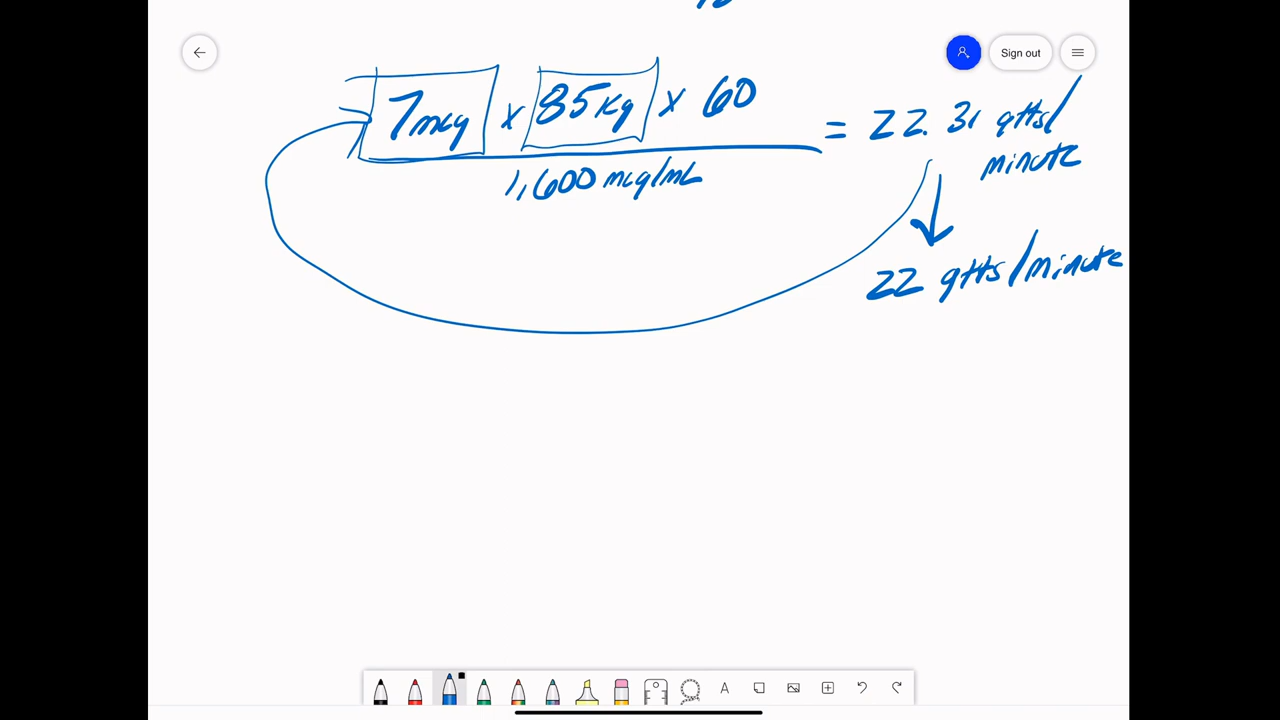 Sign out
7mcg x 85Kg x 60
= 22.31 gtts/
minute
1,600 mcg/mL
22 gtts/minute
A